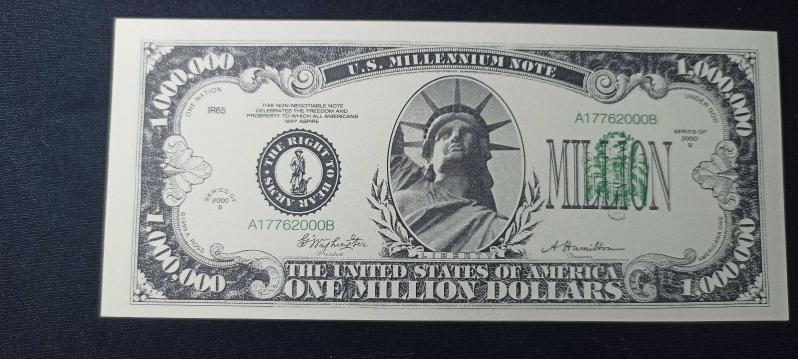 U.S. MILLENNIUM NOTE
1,000,000
1,000,000
ONE NATION
UNDER GOD
IR65
THIS NON-NEGOTIABLE NOTE
CELEBRATES THE FREEDOM AND
PROSPERITY TO WHICH ALL AMERICANS
MAY ASPIRE
A17762000B
SERIES OF
2000
B
THE RIGHT TO BEAR ARMS
MILLION
SERIES OF
2000
B
A17762000B
G Washington
President
LIBERTY
A Hamilton
Treasurer
THE UNITED STATES OF AMERICA
ONE MILLION DOLLARS
1,000,000
1,000,000